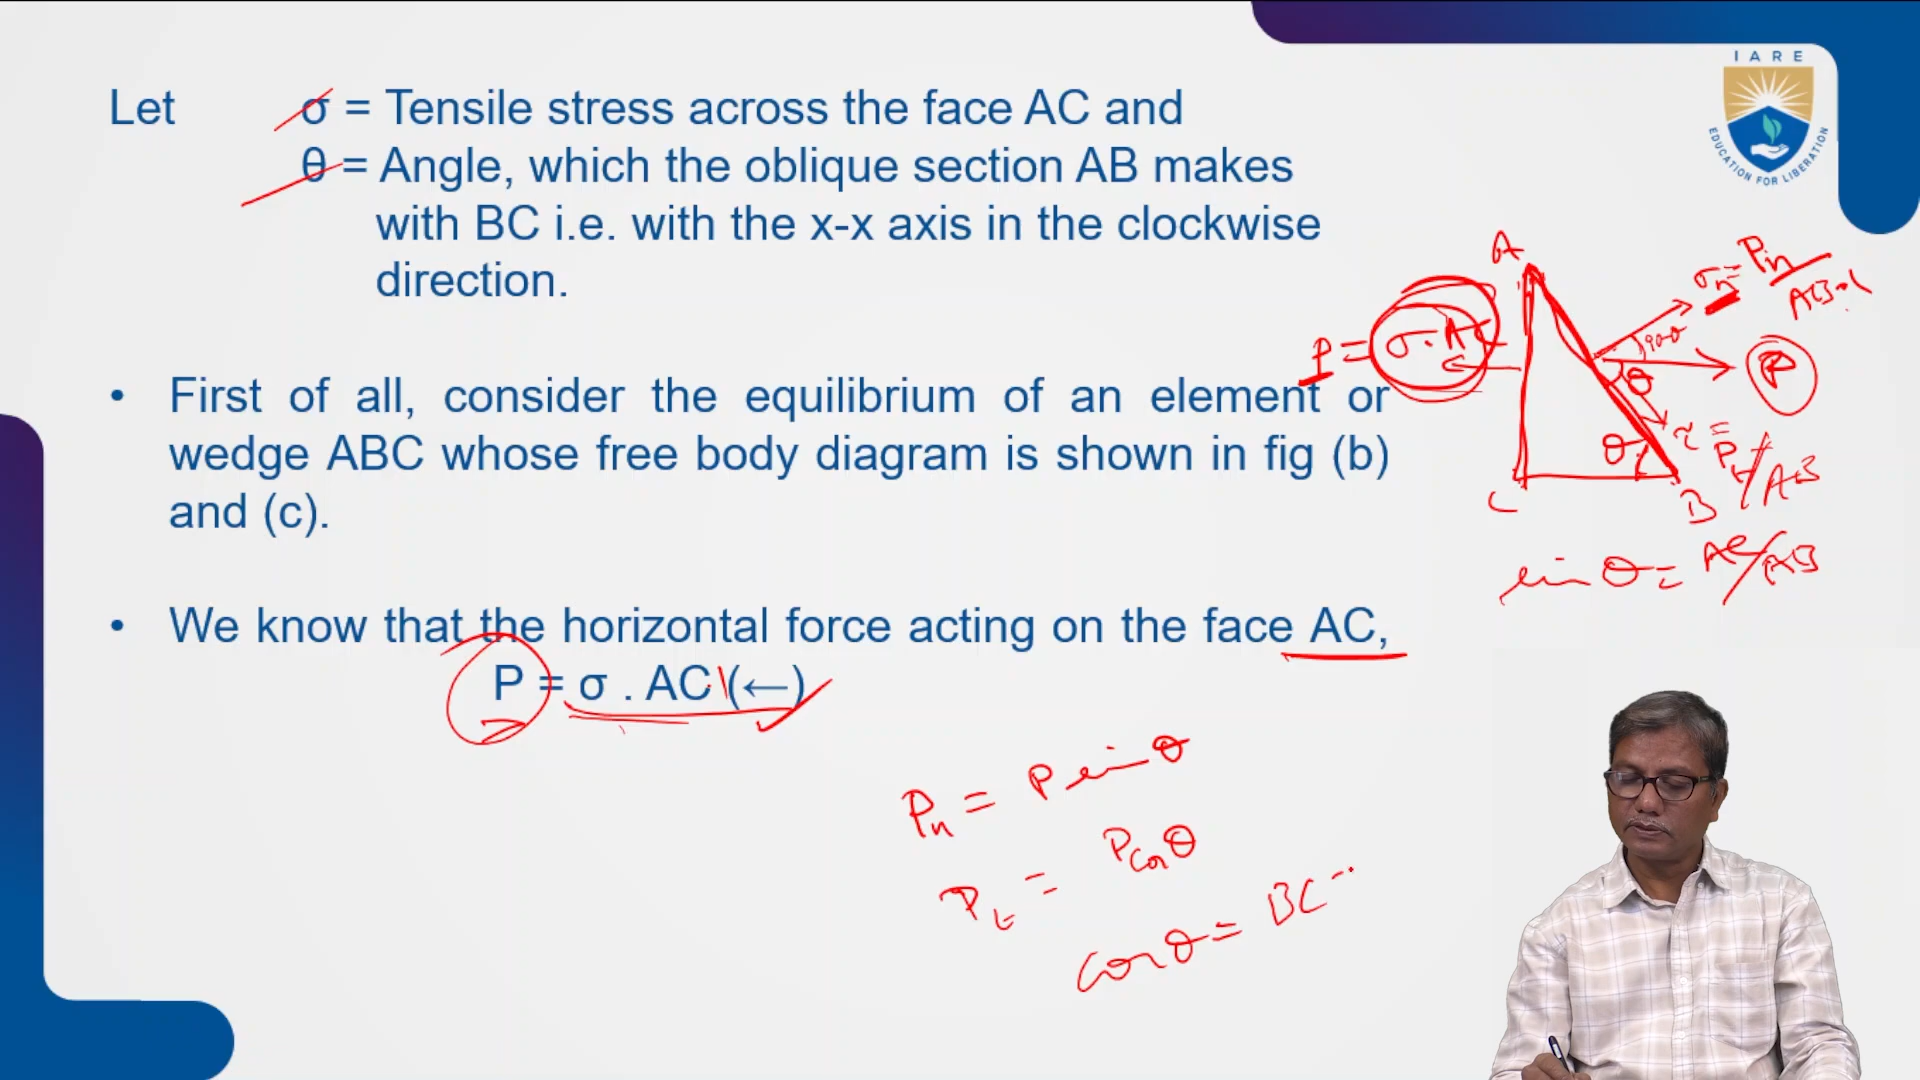 IARE
EDUCATION FOR LIBERATION
Let σ = Tensile stress across the face AC and
θ = Angle, which the oblique section AB makes
with BC i.e. with the x-x axis in the clockwise
direction.
• First of all, consider the equilibrium of an element or
wedge ABC whose free body diagram is shown in fig (b)
and (c).
• We know that the horizontal force acting on the face AC,
P = σ . AC (←)
A
σn = Pn / AB.1
P = σ. AC
90-θ
P
θ
θ
τ = Pt / AB
C
B
sin θ = AC/AB
Pn = P sin θ
Pt = P cos θ
cos θ = BC